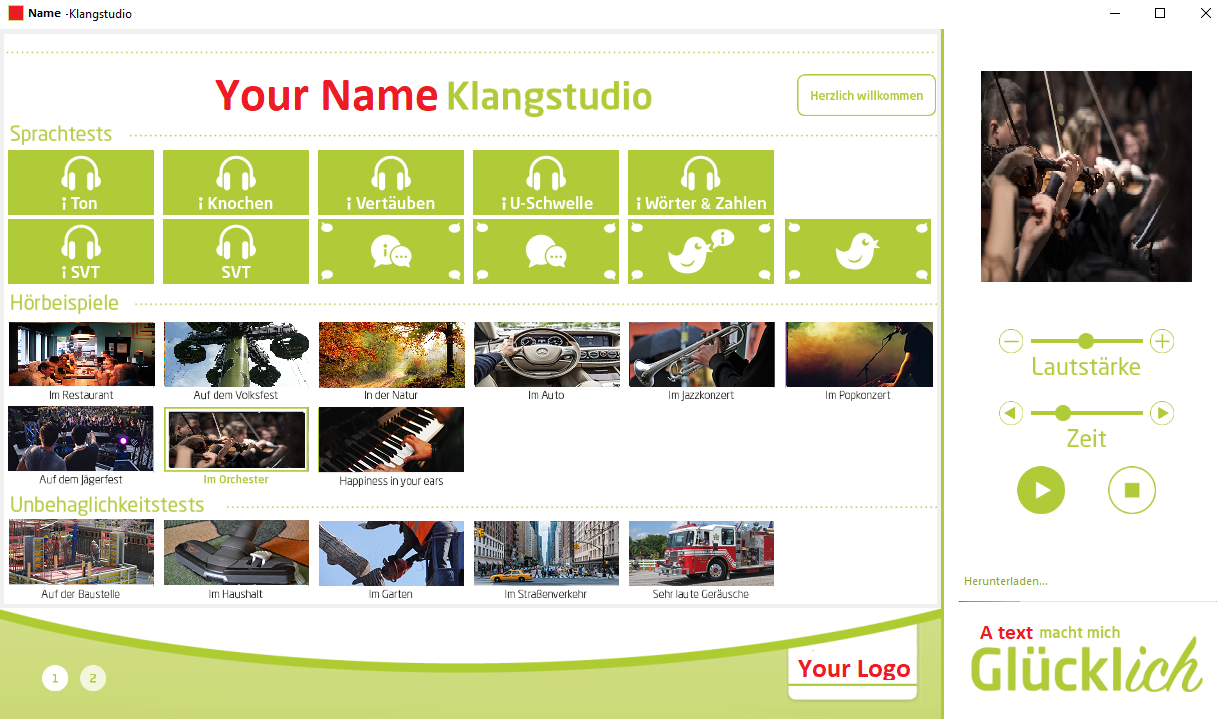 Name -Klangstudio
Your Name Klangstudio
Herzlich willkommen
Sprachtests
i Ton
i Knochen
i Vertäuben
i U-Schwelle
i Wörter & Zahlen
i SVT
SVT
i
i
Hörbeispiele
Im Restaurant
Auf dem Volksfest
In der Natur
Im Auto
Im Jazzkonzert
Im Popkonzert
Auf dem Jägerfest
Im Orchester
Happiness in your ears
Unbehaglichkeitstests
Auf der Baustelle
Im Haushalt
Im Garten
Im Straßenverkehr
Sehr laute Geräusche
Lautstärke
Zeit
Herunterladen...
1
2
Your Logo
A text macht mich
Glücklich